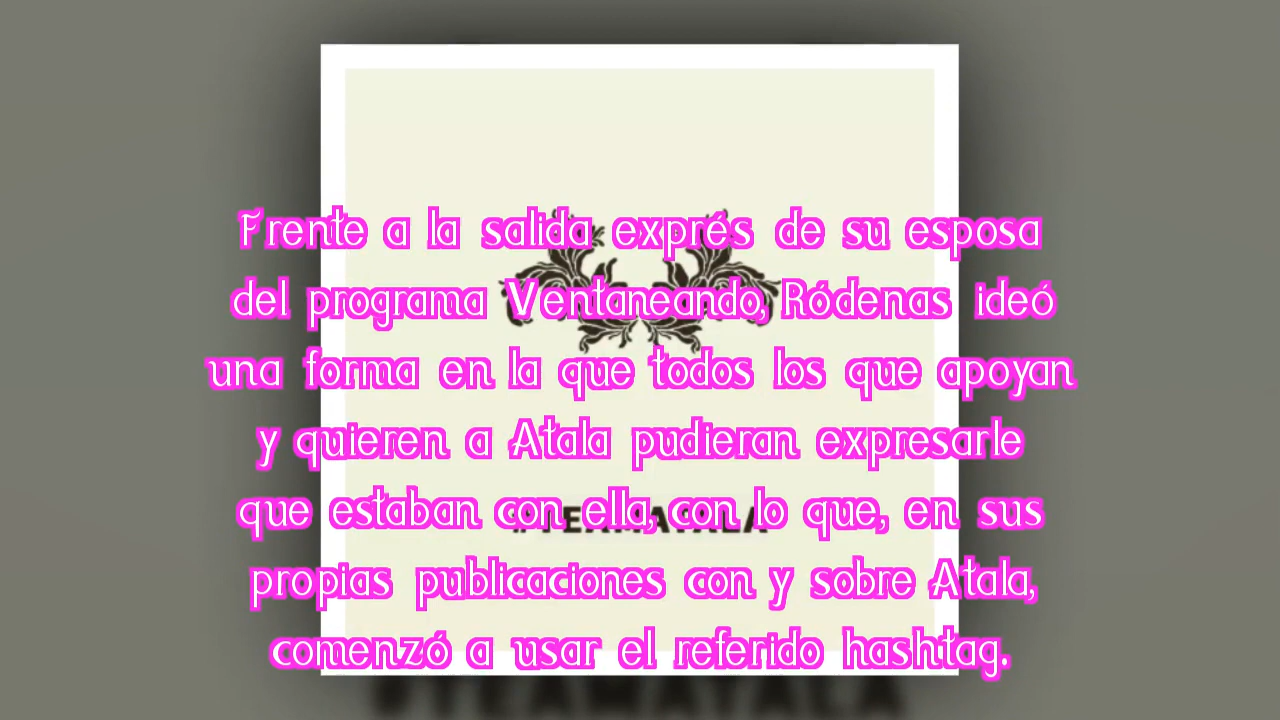 Frente a la salida exprés de su esposa
del programa Ventaneando, Ródenas ideó
una forma en la que todos los que apoyan
y quieren a Atala pudieran expresarle
que estaban con ella, con lo que, en sus
#TEAMATALA
propias publicaciones con y sobre Atala,
comenzó a usar el referido hashtag.
#TEAMATALA